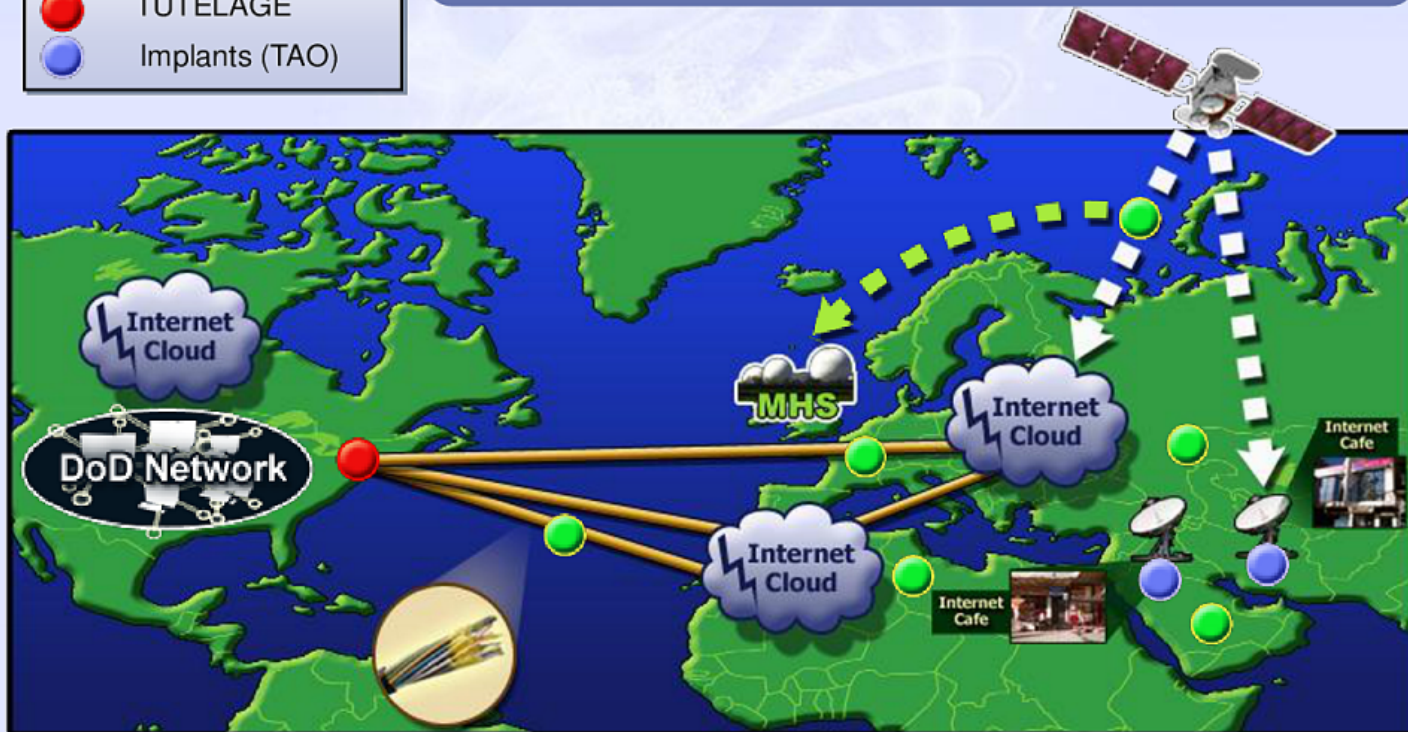 TUTELAGE
Implants (TAO)
Internet
Cloud
MHS
Internet
Cloud
Internet
Cafe
DoD Network
Internet
Cloud
Internet
Cafe